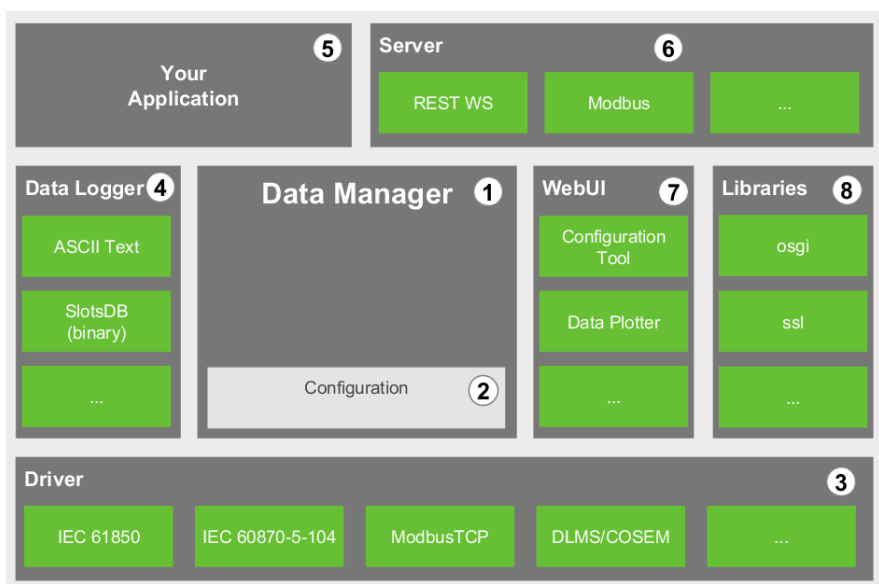 Your
Application
5
Server
6
REST WS
Modbus
...
Data Logger
4
ASCII Text
SlotsDB
(binary)
...
Data Manager
1
Configuration
2
WebUI
7
Configuration
Tool
Data Plotter
...
Libraries
8
osgi
ssl
...
Driver
3
IEC 61850
IEC 60870-5-104
ModbusTCP
DLMS/COSEM
...